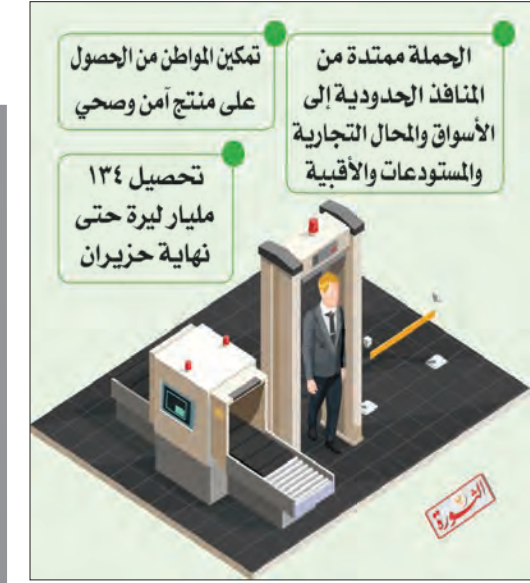 الحملة ممتدة من
المنافذ الحدودية إلى
الأسواق والمحال التجارية
والمستودعات والأقبية
تمكين المواطن من الحصول
على منتج آمن وصحي
تحصيل ١٣٤
مليار ليرة حتى
نهاية حزيران
الثورة